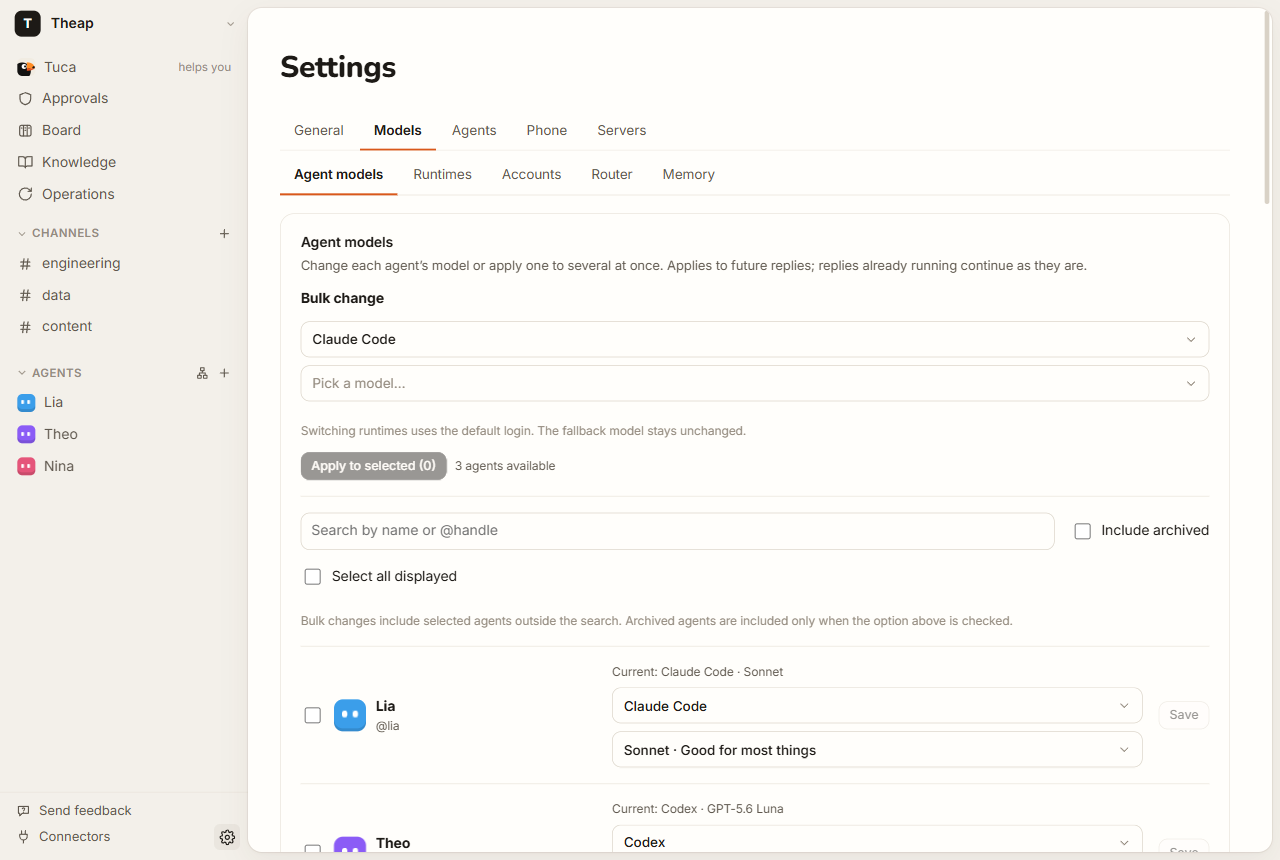 T Theap
Tuca helps you
Approvals
Board
Knowledge
Operations
CHANNELS
# engineering
# data
# content
AGENTS
Lia
Theo
Nina
Send feedback
Connectors
Settings
General Models Agents Phone Servers
Agent models Runtimes Accounts Router Memory
Agent models
Change each agent’s model or apply one to several at once. Applies to future replies; replies already running continue as they are.
Bulk change
Claude Code
Pick a model...
Switching runtimes uses the default login. The fallback model stays unchanged.
Apply to selected (0) 3 agents available
Search by name or @handle Include archived
Select all displayed
Bulk changes include selected agents outside the search. Archived agents are included only when the option above is checked.
Current: Claude Code · Sonnet
Lia
@lia
Claude Code
Save
Sonnet · Good for most things
Current: Codex · GPT-5.6 Luna
Theo
Codex
Save